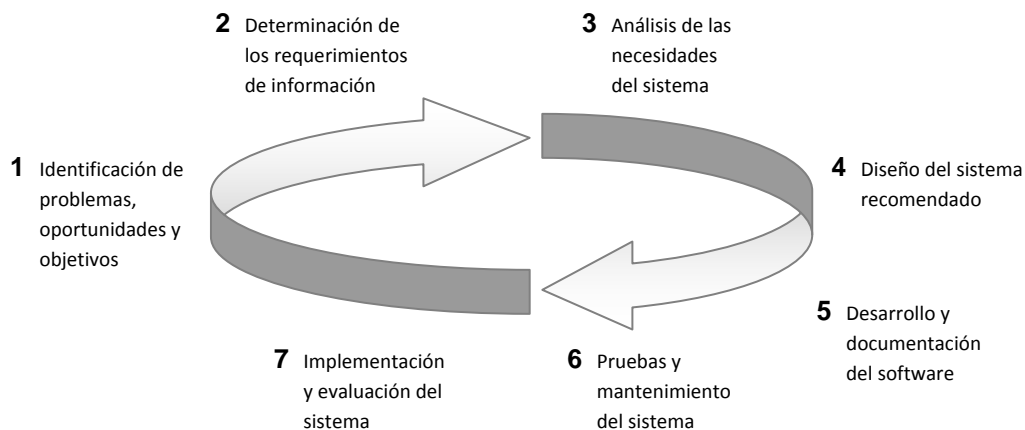 1 Identificación de
problemas,
oportunidades y
objetivos
2 Determinación de
los requerimientos
de información
3 Análisis de las
necesidades
del sistema
4 Diseño del sistema
recomendado
5 Desarrollo y
documentación
del software
6 Pruebas y
mantenimiento
del sistema
7 Implementación
y evaluación del
sistema